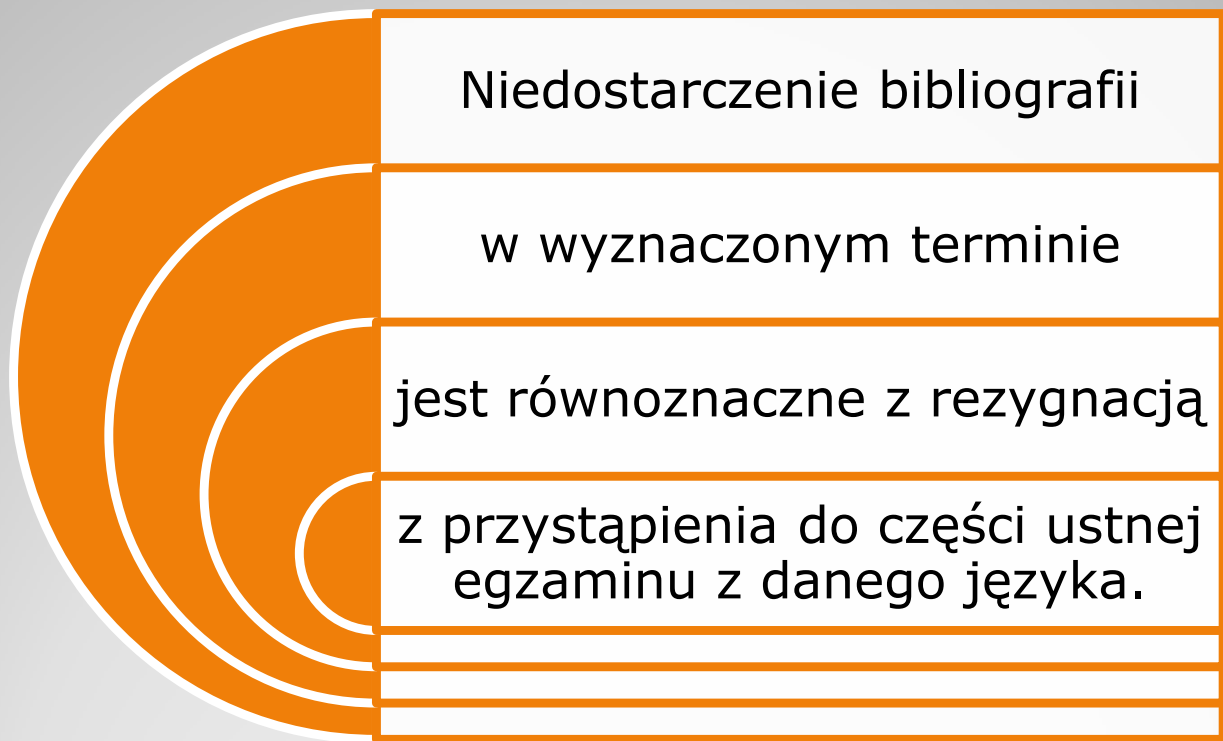 Niedostarczenie bibliografii
w wyznaczonym terminie
jest równoznaczne z rezygnacją
z przystąpienia do części ustnej
egzaminu z danego języka.